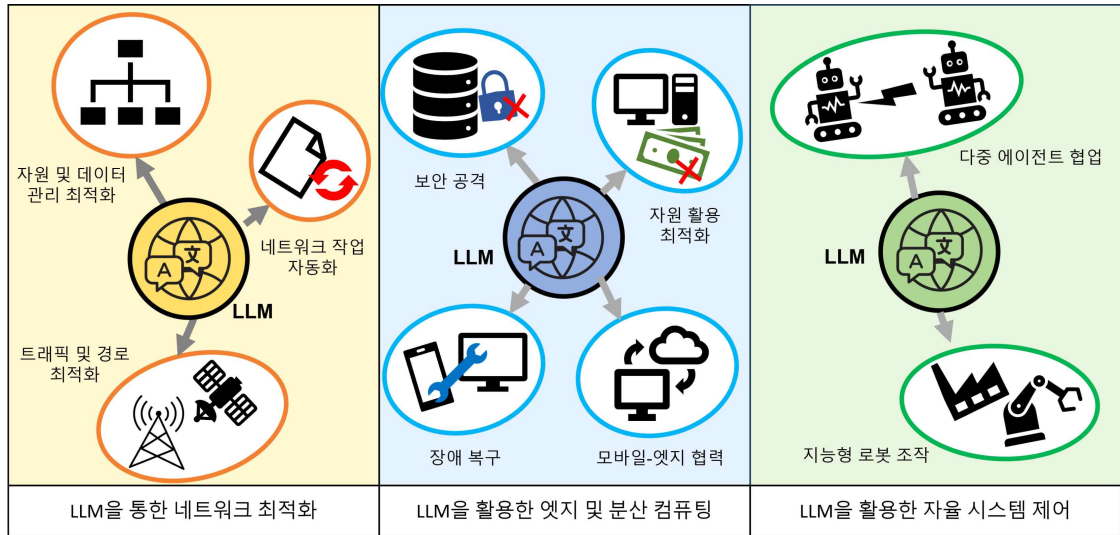 자원 및 데이터
관리 최적화
네트워크 작업
자동화
LLM
A
文
트래픽 및 경로
최적화
LLM을 통한 네트워크 최적화
보안 공격
자원 활용
최적화
LLM
A
文
장애 복구
모바일-엣지 협력
LLM을 활용한 엣지 및 분산 컴퓨팅
다중 에이전트 협업
LLM
A
文
지능형 로봇 조작
LLM을 활용한 자율 시스템 제어